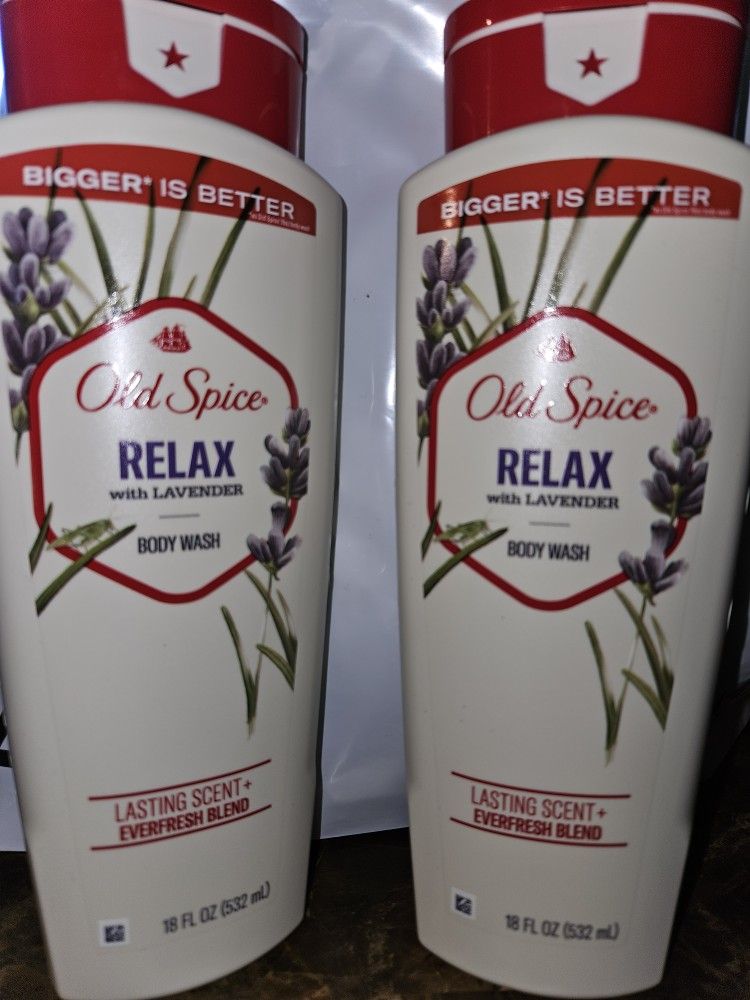 BIGGER* IS BETTER
Old Spice
RELAX
with LAVENDER
BODY WASH
LASTING SCENT+
EVERFRESH BLEND
18 FL OZ (532 mL)
BIGGER* IS BETTER
Old Spice
RELAX
with LAVENDER
BODY WASH
LASTING SCENT+
EVERFRESH BLEND
18 FL OZ (532 mL)